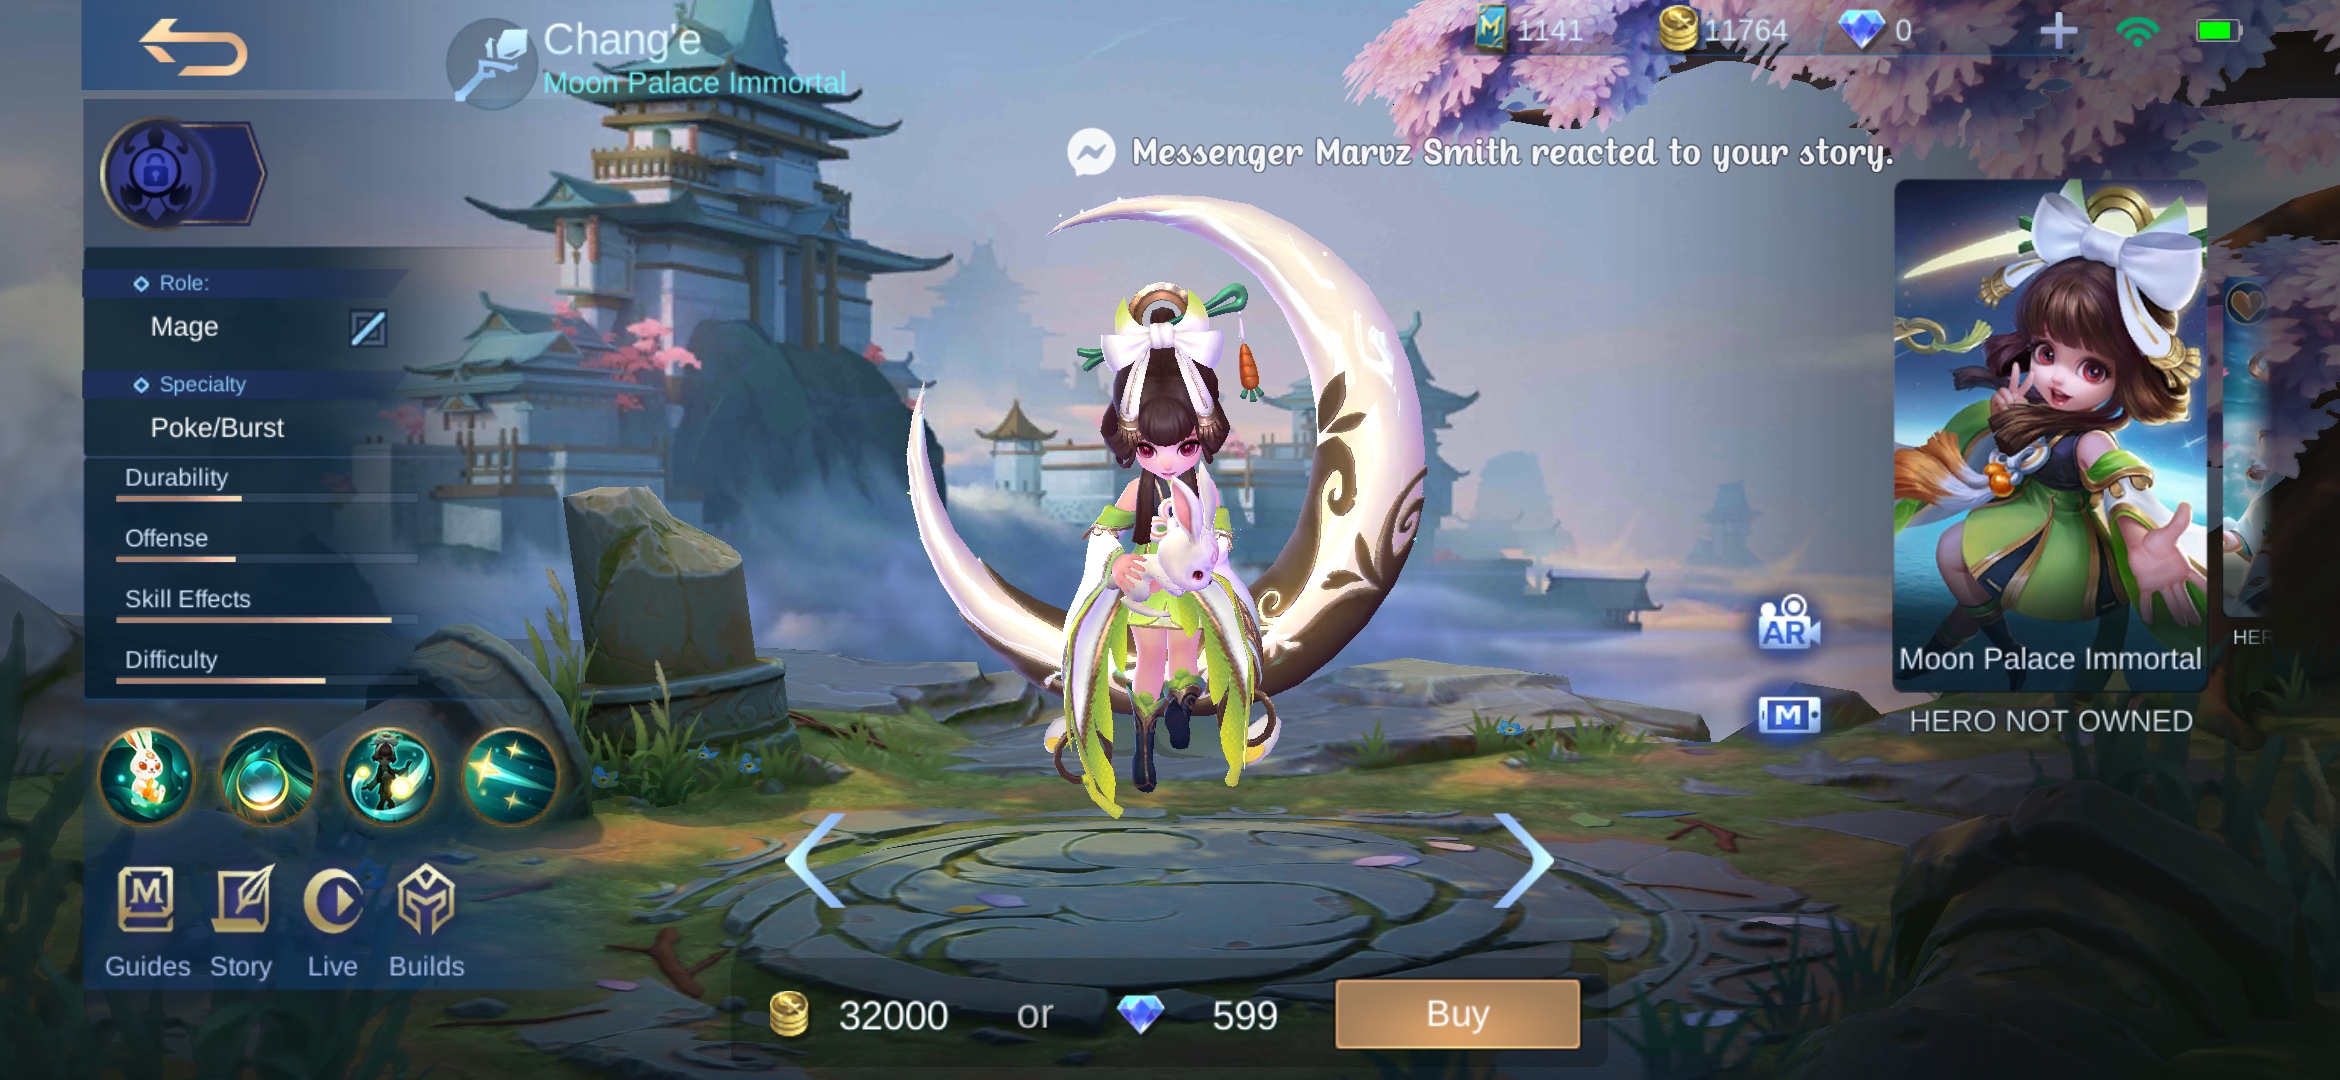 Chang'e
Moon Palace Immortal
1141
11764
0
Messenger Marvz Smith reacted to your story.
Role:
Mage
Specialty
Poke/Burst
Durability
Offense
Skill Effects
Difficulty
Guides
Story
Live
Builds
AR
M
Moon Palace Immortal
HERO NOT OWNED
HER
32000 or 599
Buy